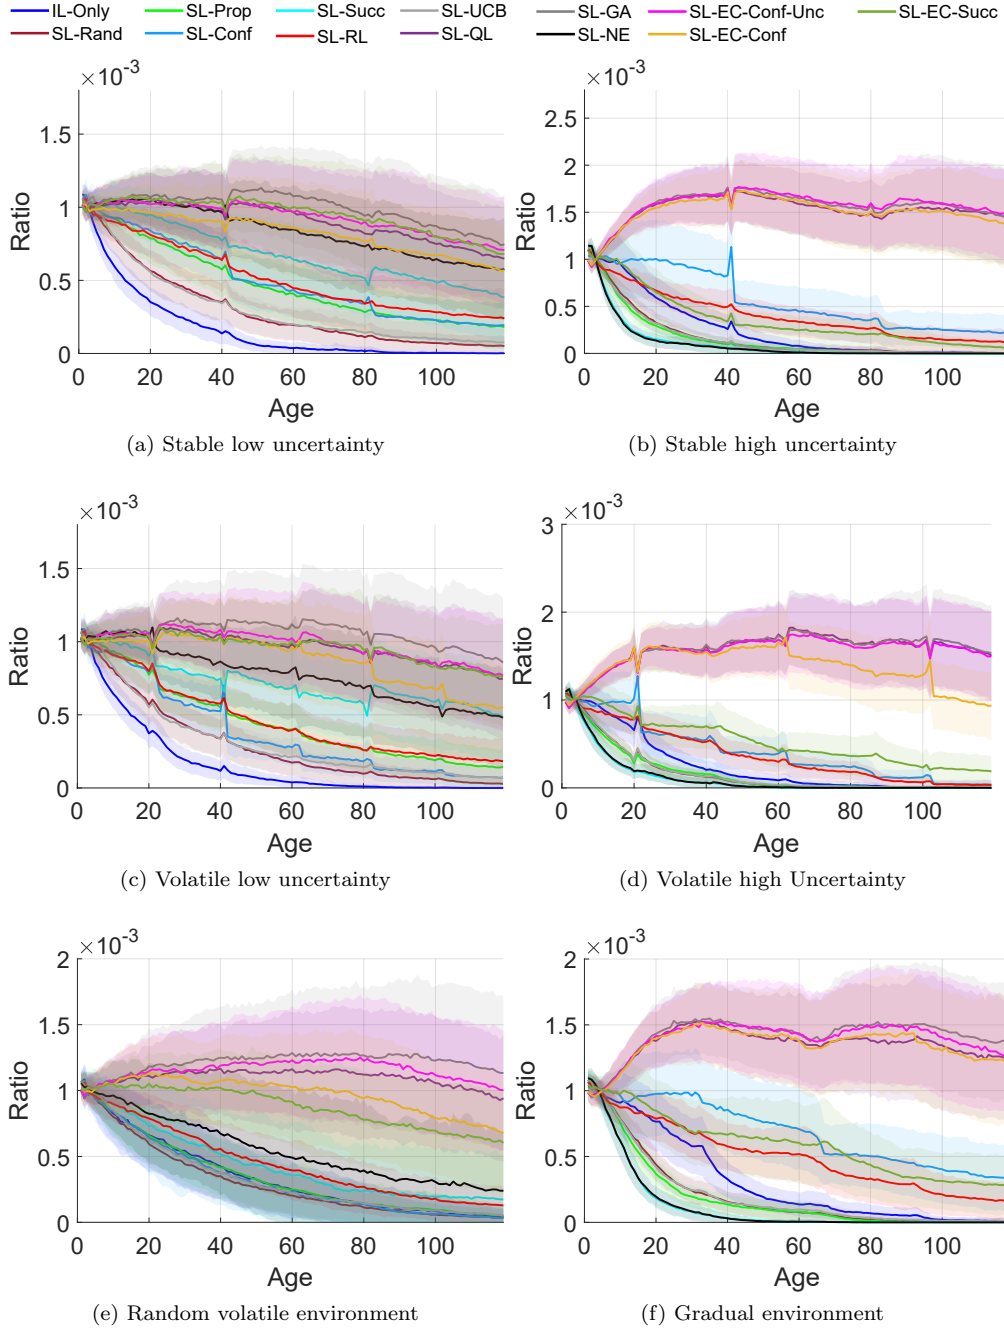 IL-Only SL-Prop SL-Succ SL-UCB SL-GA SL-EC-Conf-Unc SL-EC-Succ
SL-Rand SL-Conf SL-RL SL-QL SL-NE SL-EC-Conf
×10-3
1.5
1
0.5
0
Ratio
20 40 60 80 100
Age
(a) Stable low uncertainty
×10-3
2.5
2
1.5
1
0.5
0
Ratio
20 40 60 80 100
Age
(b) Stable high uncertainty
×10-3
1.5
1
0.5
0
Ratio
0 20 40 60 80 100
Age
(c) Volatile low uncertainty
×10-3
3
2
1
0
Ratio
0 20 40 60 80 100
Age
(d) Volatile high Uncertainty
×10-3
2
1.5
1
0.5
0
Ratio
0 20 40 60 80 100
Age
(e) Random volatile environment
×10-3
2
1.5
1
0.5
0
Ratio
0 20 40 60 80 100
Age
(f) Gradual environment